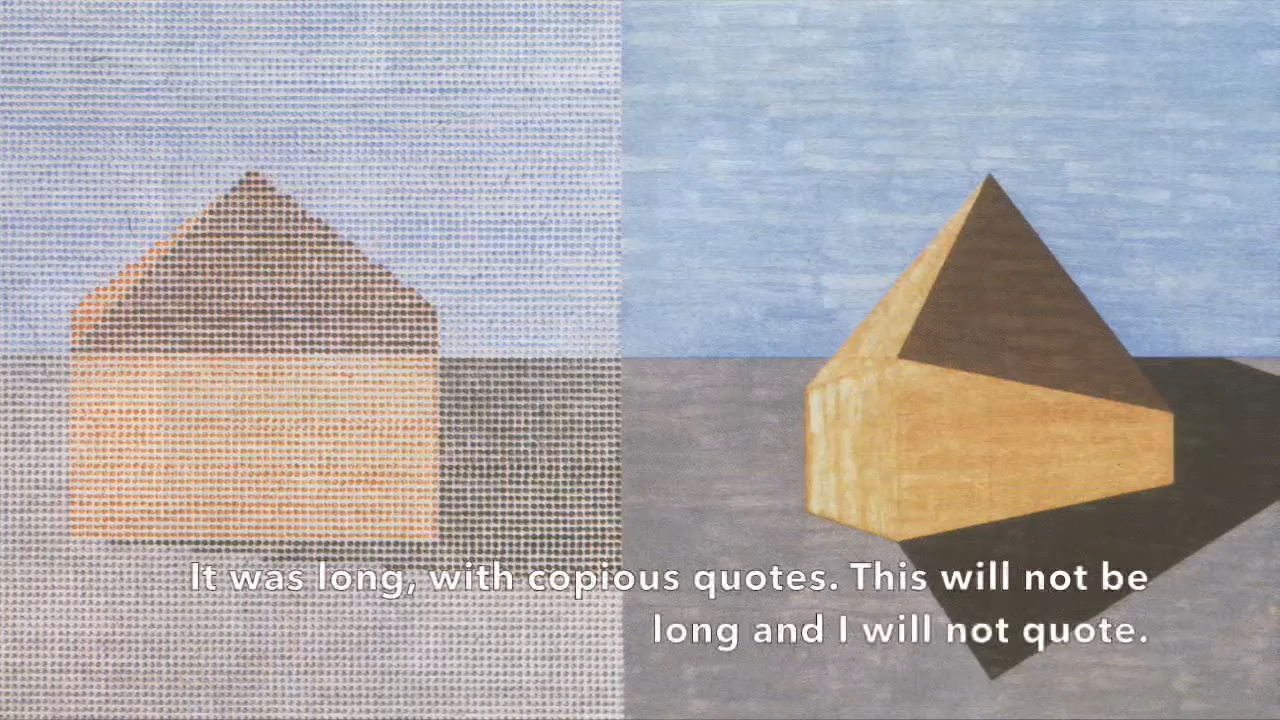 It was long, with copious quotes. This will not be
long and I will not quote.